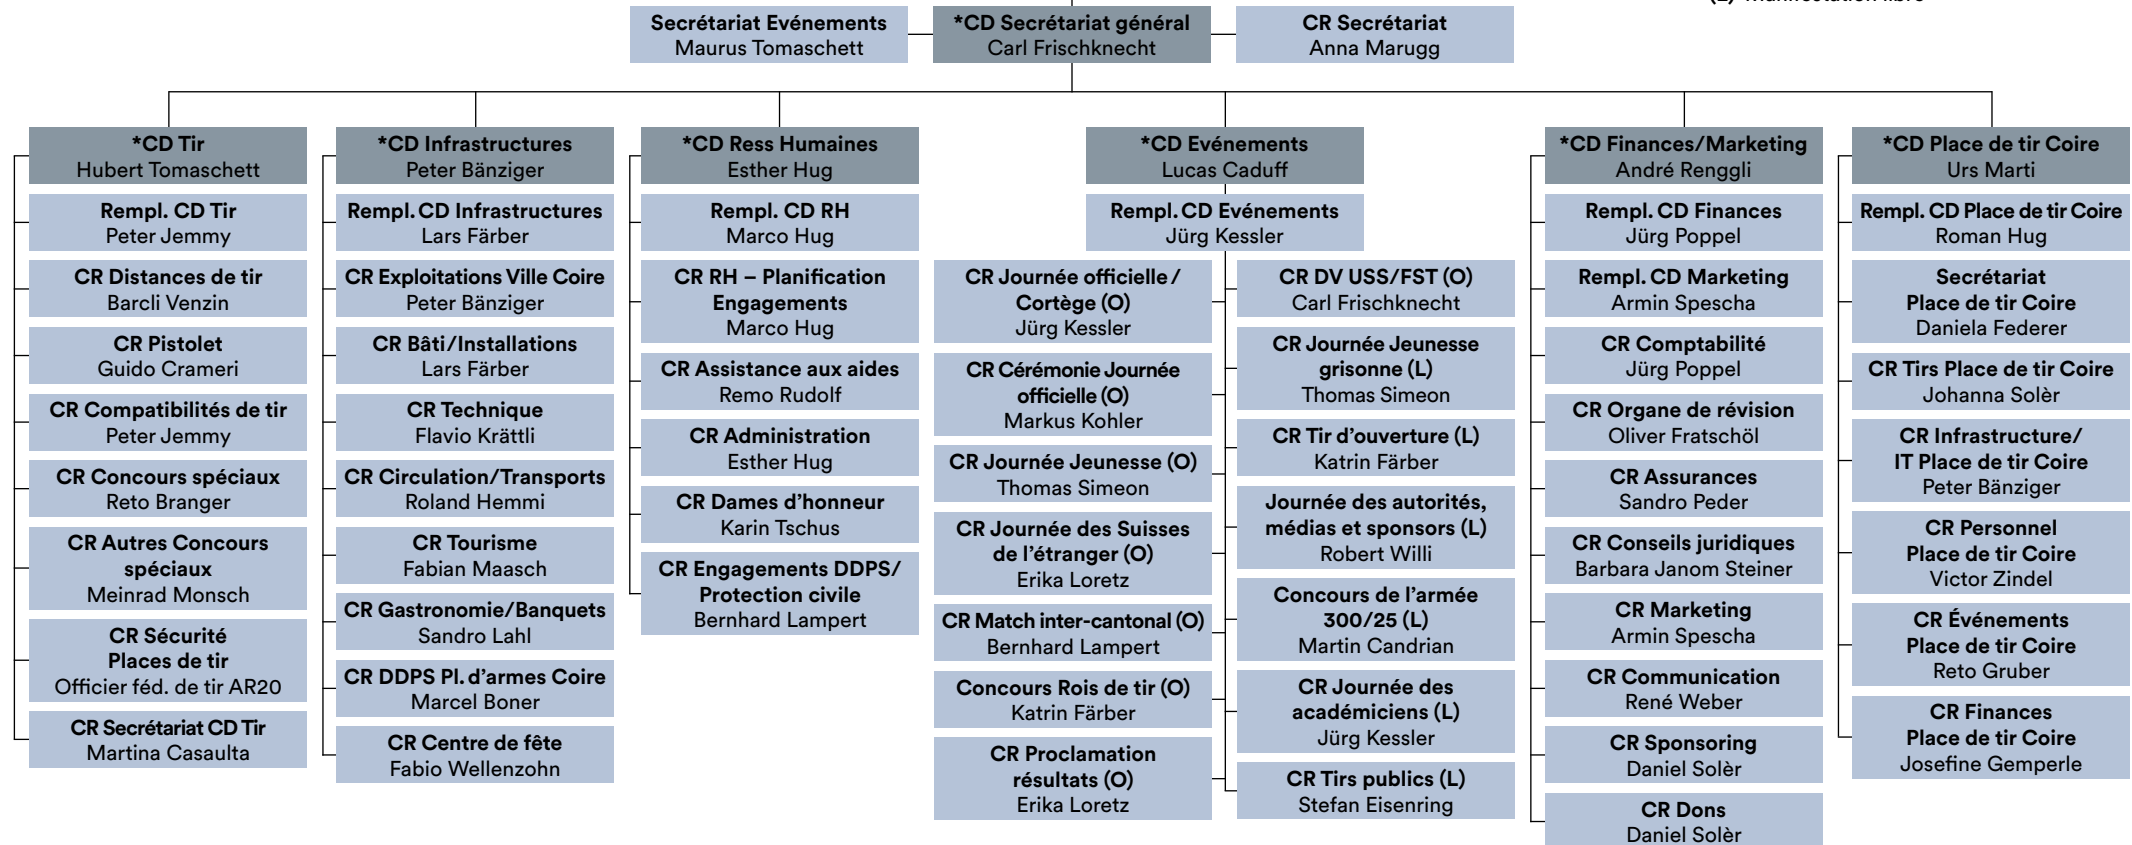 (L) Manifestation libre
Secrétariat Evénements
Maurus Tomaschett
*CD Secrétariat général
Carl Frischknecht
CR Secrétariat
Anna Marugg
*CD Tir
Hubert Tomaschett
Rempl. CD Tir
Peter Jemmy
CR Distances de tir
Barcli Venzin
CR Pistolet
Guido Crameri
CR Compatibilités de tir
Peter Jemmy
CR Concours spéciaux
Reto Branger
CR Autres Concours
spéciaux
Meinrad Monsch
CR Sécurité
Places de tir
Officier féd. de tir AR20
CR Secrétariat CD Tir
Martina Casaulta
*CD Infrastructures
Peter Bänziger
Rempl. CD Infrastructures
Lars Färber
CR Exploitations Ville Coire
Peter Bänziger
CR Bâti/Installations
Lars Färber
CR Technique
Flavio Krättli
CR Circulation/Transports
Roland Hemmi
CR Tourisme
Fabian Maasch
CR Gastronomie/Banquets
Sandro Lahl
CR DDPS Pl. d'armes Coire
Marcel Boner
CR Centre de fête
Fabio Wellenzohn
*CD Ress Humaines
Esther Hug
Rempl. CD RH
Marco Hug
CR RH – Planification
Engagements
Marco Hug
CR Assistance aux aides
Remo Rudolf
CR Administration
Esther Hug
CR Dames d'honneur
Karin Tschus
CR Engagements DDPS/
Protection civile
Bernhard Lampert
*CD Evénements
Lucas Caduff
Rempl. CD Evénements
Jürg Kessler
CR Journée officielle /
Cortège (O)
Jürg Kessler
CR Cérémonie Journée
officielle (O)
Markus Kohler
CR Journée Jeunesse (O)
Thomas Simeon
CR Journée des Suisses
de l'étranger (O)
Erika Loretz
CR Match inter-cantonal (O)
Bernhard Lampert
Concours Rois de tir (O)
Katrin Färber
CR Proclamation
résultats (O)
Erika Loretz
CR DV USS/FST (O)
Carl Frischknecht
CR Journée Jeunesse
grisonne (L)
Thomas Simeon
CR Tir d'ouverture (L)
Katrin Färber
Journée des autorités,
médias et sponsors (L)
Robert Willi
Concours de l'armée
300/25 (L)
Martin Candrian
CR Journée des
académiciens (L)
Jürg Kessler
CR Tirs publics (L)
Stefan Eisenring
*CD Finances/Marketing
André Renggli
Rempl. CD Finances
Jürg Poppel
Rempl. CD Marketing
Armin Spescha
CR Comptabilité
Jürg Poppel
CR Organe de révision
Oliver Fratschöl
CR Assurances
Sandro Peder
CR Conseils juridiques
Barbara Janom Steiner
CR Marketing
Armin Spescha
CR Communication
René Weber
CR Sponsoring
Daniel Solèr
CR Dons
Daniel Solèr
*CD Place de tir Coire
Urs Marti
Rempl. CD Place de tir Coire
Roman Hug
Secrétariat
Place de tir Coire
Daniela Federer
CR Tirs Place de tir Coire
Johanna Solèr
CR Infrastructure/
IT Place de tir Coire
Peter Bänziger
CR Personnel
Place de tir Coire
Victor Zindel
CR Événements
Place de tir Coire
Reto Gruber
CR Finances
Place de tir Coire
Josefine Gemperle